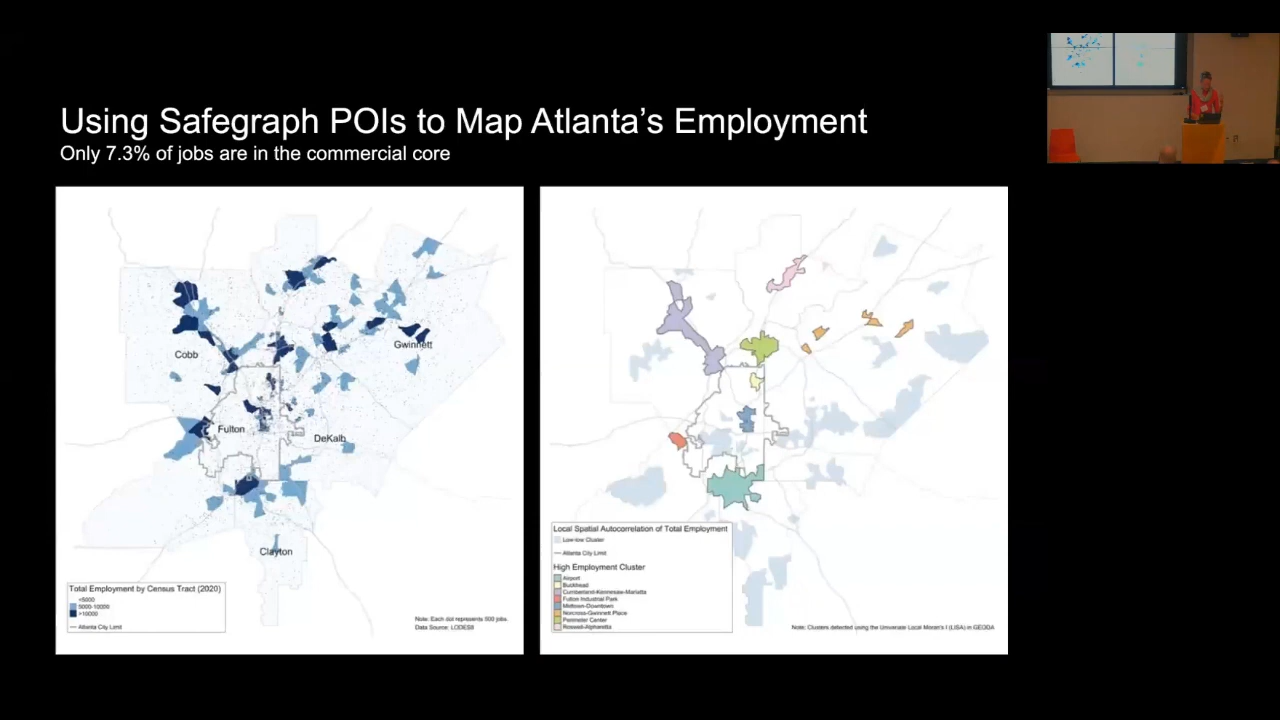 Using Safegraph POIs to Map Atlanta's Employment
Only 7.3% of jobs are in the commercial core
Cobb
Gwinnett
Fulton
DeKalb
Clayton
Total Employment by Census Tract (2020)
<5000
5000-10000
>10000
Atlanta City Limit
Note: Each dot represents 500 jobs.
Data Source: LODES8
Local Spatial Autocorrelation of Total Employment
Low-low Cluster
Atlanta City Limit
High Employment Cluster
Airport
Buckhead
Cumberland-Kennesaw-Marietta
Fulton Industrial Park
Midtown-Downtown
Norcross-Gwinnett Place
Perimeter Center
Roswell-Alpharetta
Note: Clusters detected using the Univariate Local Moran's I (LISA) in GEODA